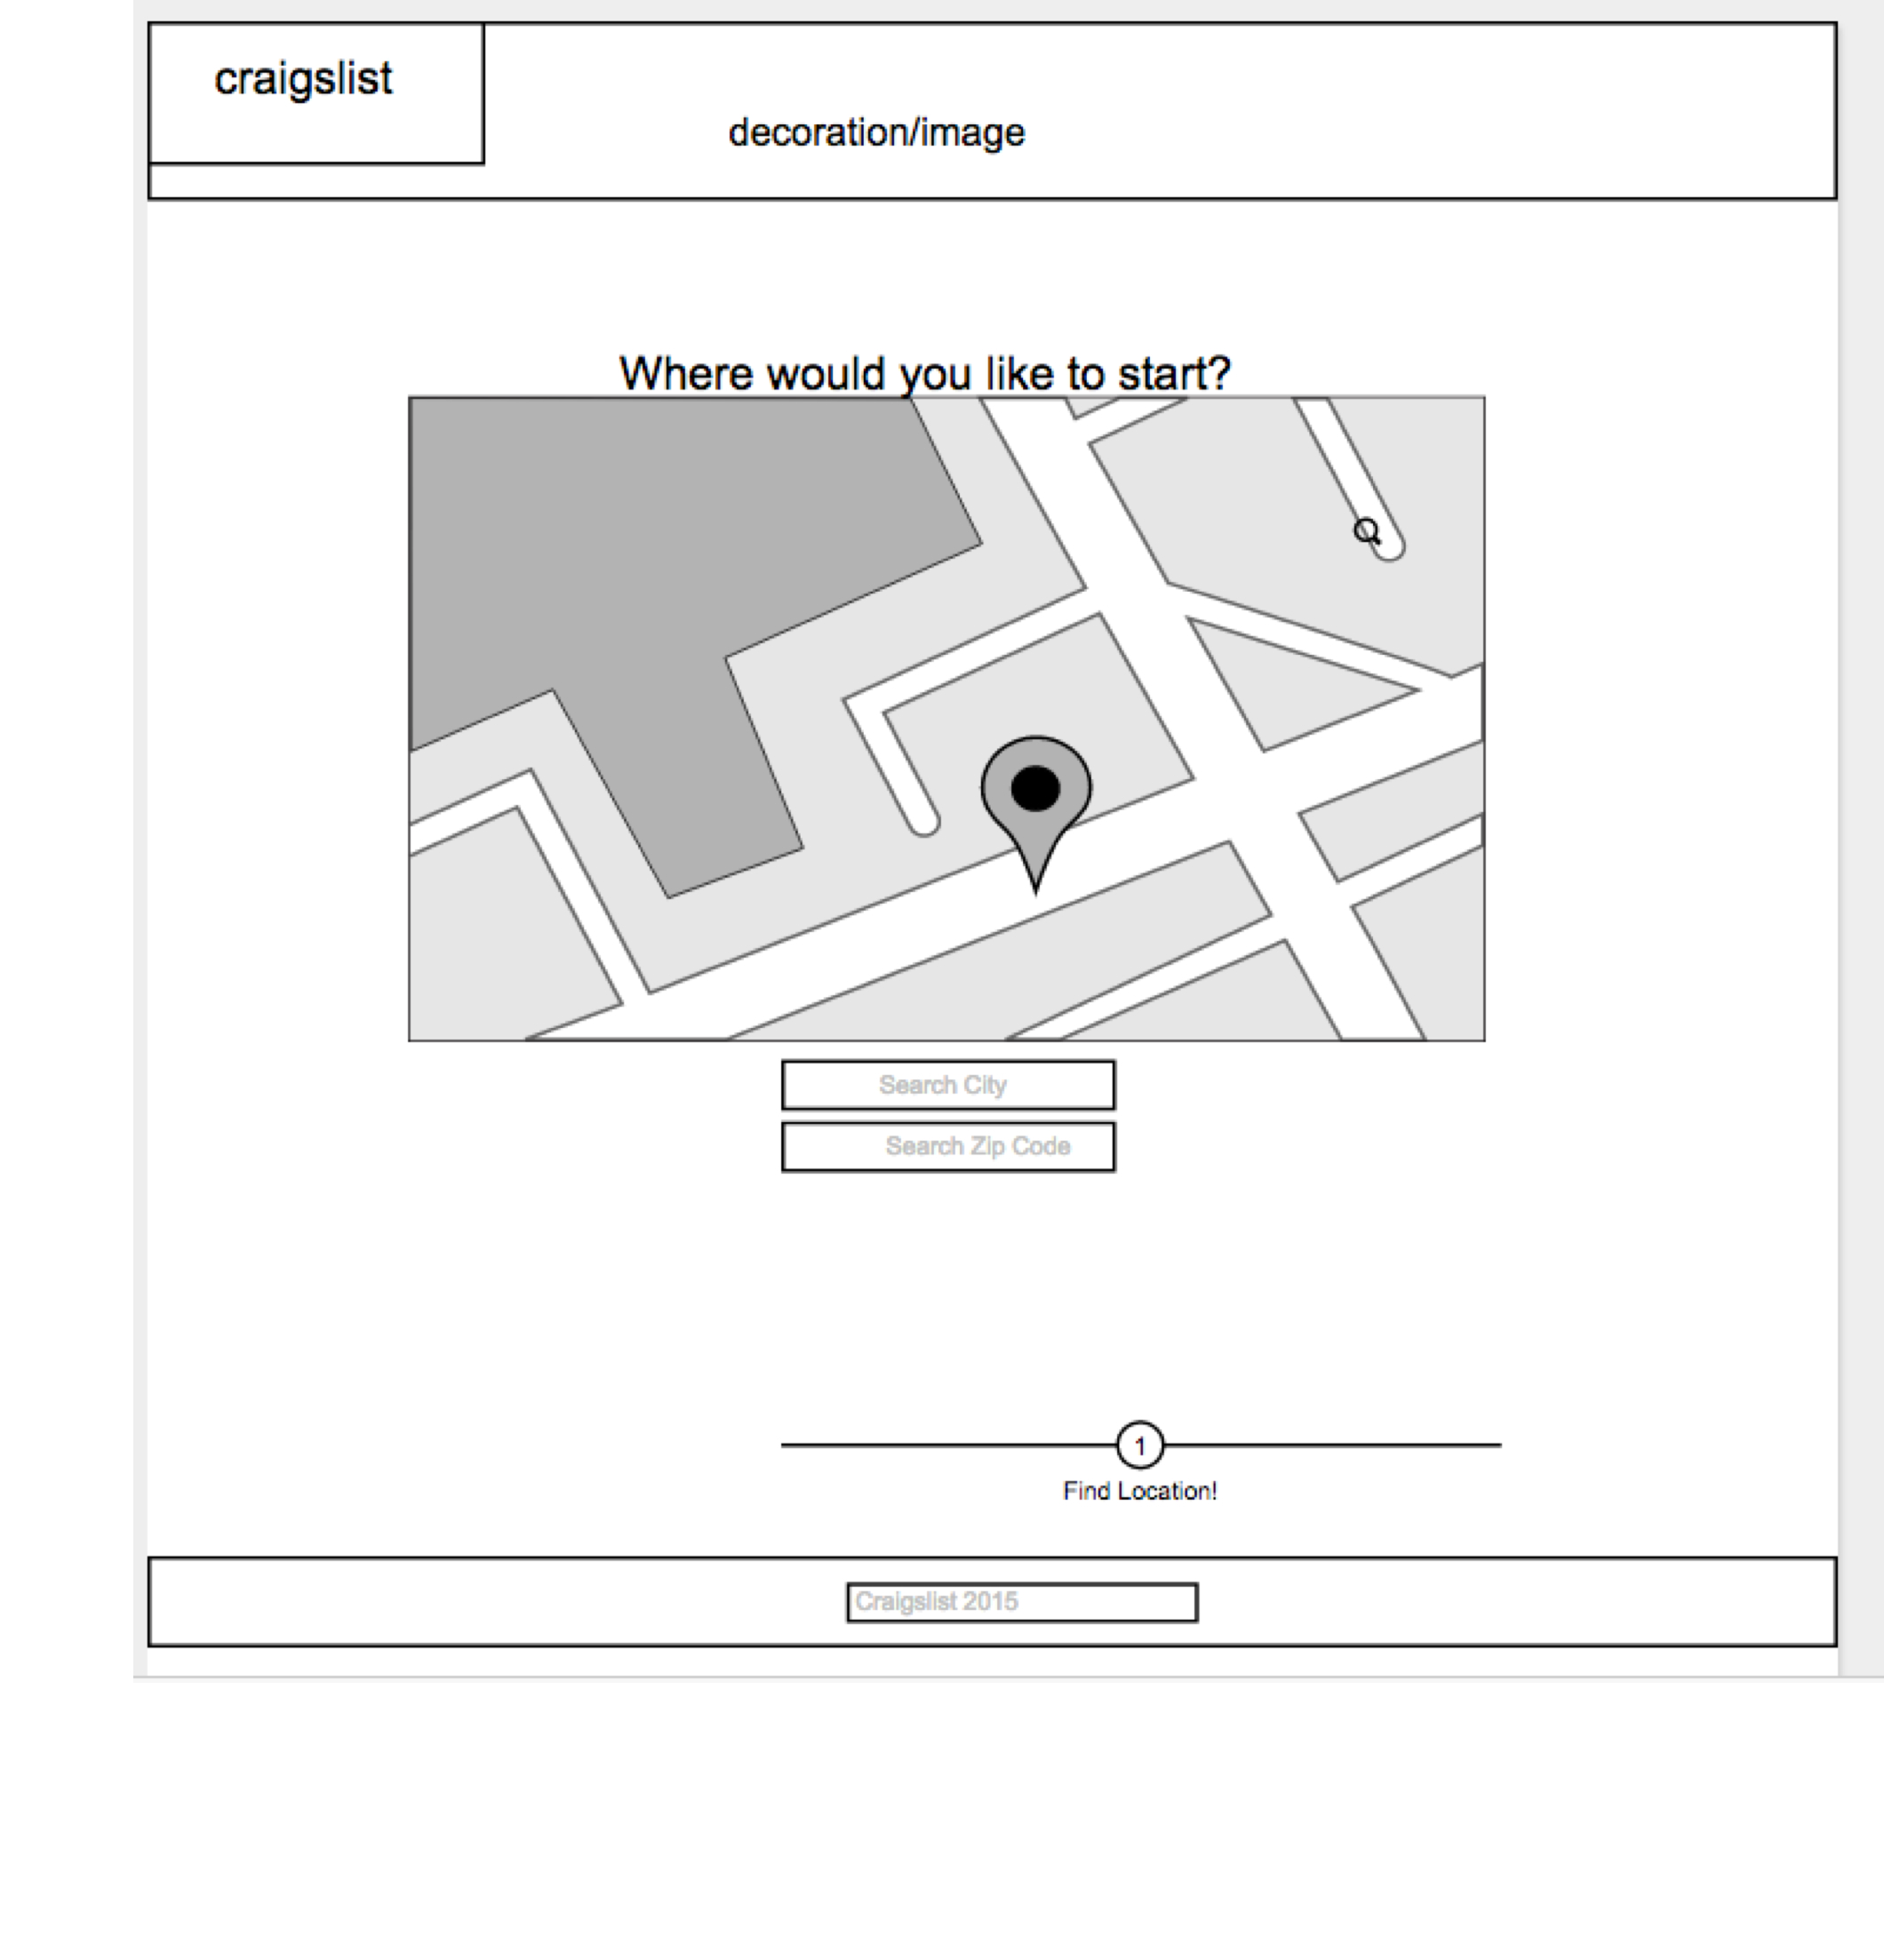 craigslist
decoration/image
Where would you like to start?
Search City
Search Zip Code
1
Find Location!
Craigslist 2015